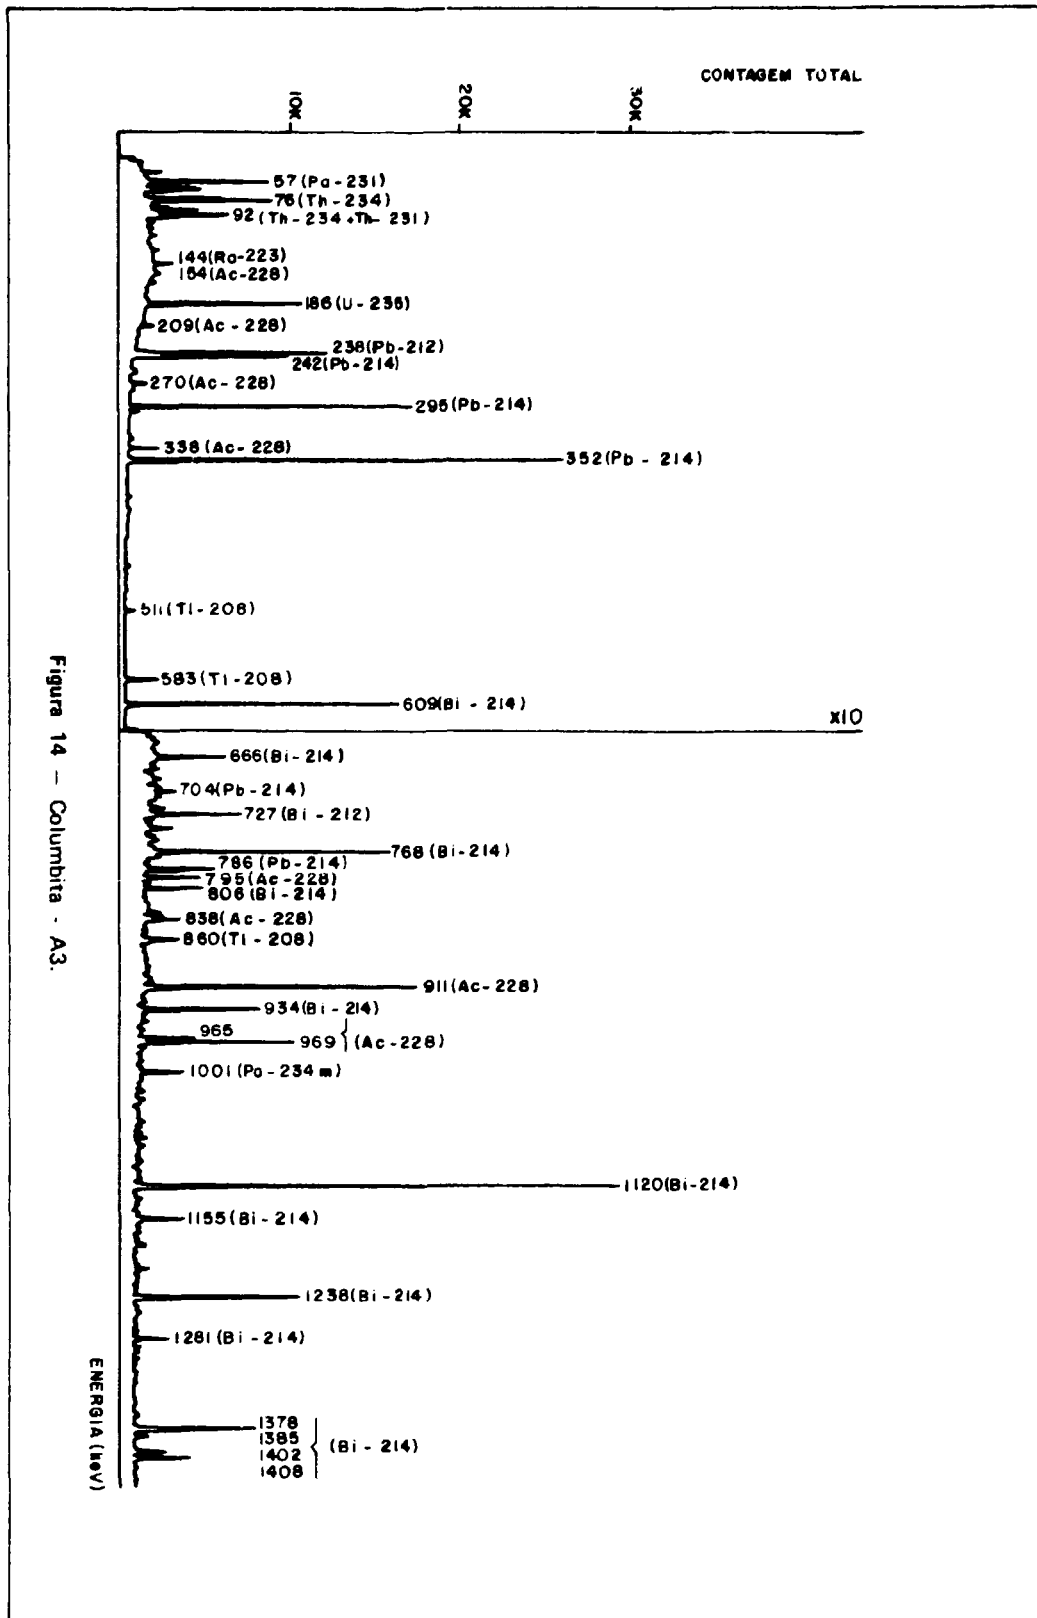 CONTAGEM TOTAL
10K
20K
30K
57(Pa-231)
76(Th-234)
92(Th-234+Th-231)
144(Ra-223)
154(Ac-228)
186(U-235)
209(Ac-228)
238(Pb-212)
242(Pb-214)
270(Ac-228)
295(Pb-214)
338(Ac-228)
352(Pb-214)
511(Tl-208)
583(Tl-208)
609(Bi-214)
x10
666(Bi-214)
704(Pb-214)
727(Bi-212)
768(Bi-214)
786(Pb-214)
795(Ac-228)
806(Bi-214)
838(Ac-228)
860(Tl-208)
911(Ac-228)
934(Bi-214)
965
969 (Ac-228)
1001(Pa-234m)
1120(Bi-214)
1155(Bi-214)
1238(Bi-214)
1281(Bi-214)
1378
1385 (Bi-214)
1402
1408
ENERGIA (keV)
Figura 14 – Columbita - A3.